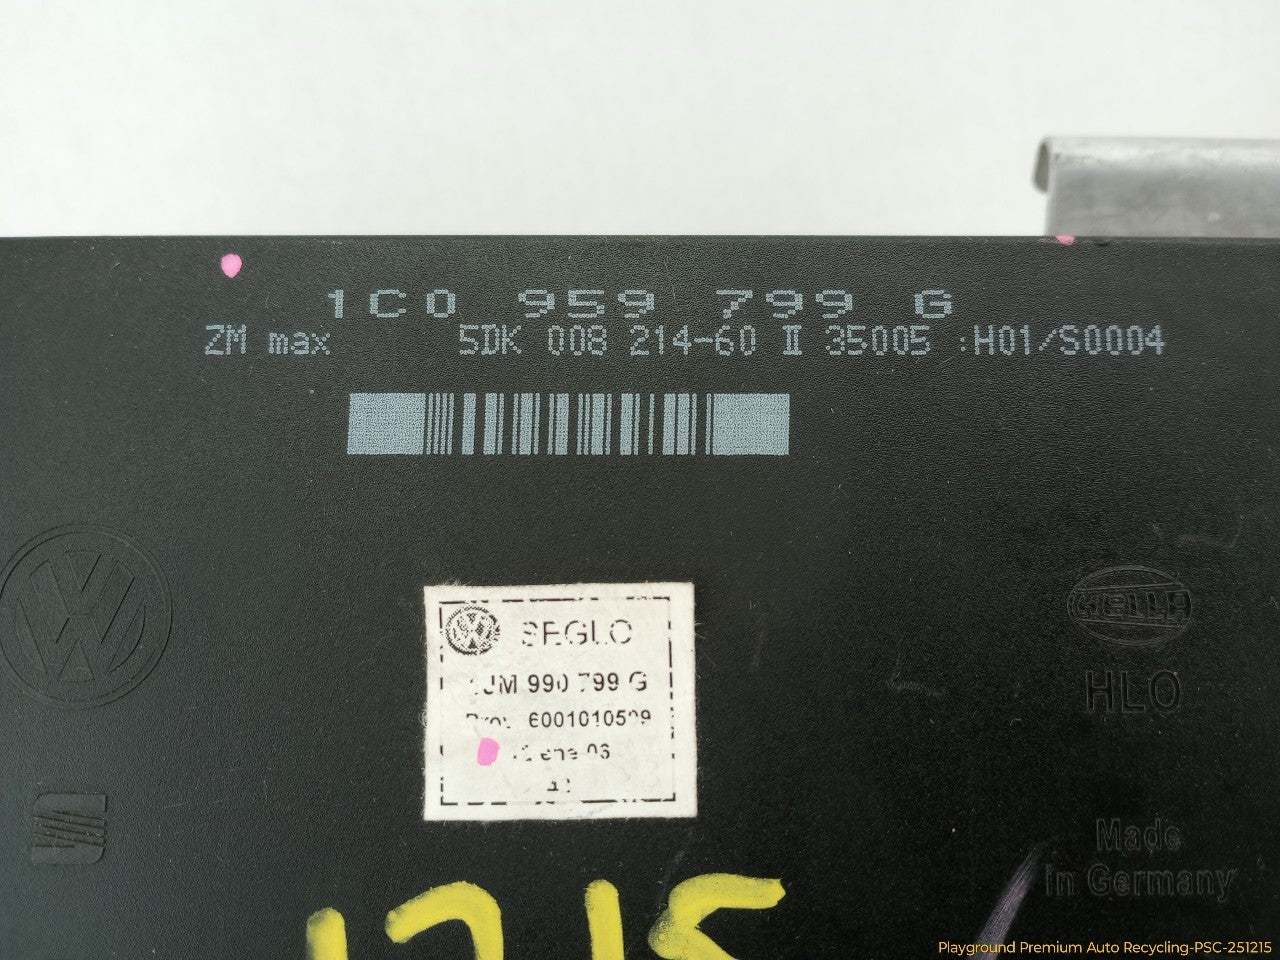 1C0 959 799 G
ZM max 5DK 008 214-60 II 35005 :H01/S0004
SEGLO
1JM 990 799 G
HELLA
HLO
Made
in Germany
Playground Premium Auto Recycling-PSC-251215